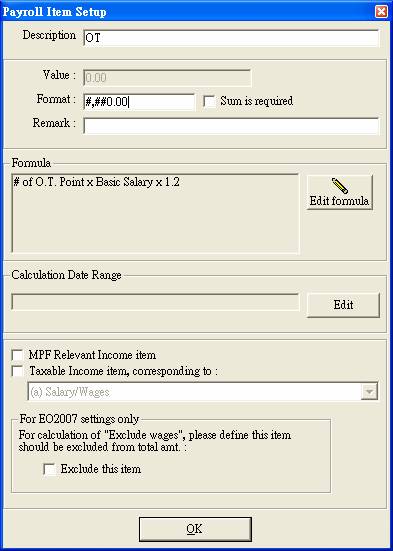 Payroll Item Setup
Description OT
Value : 0.00
Format : #,##0.00 Sum is required
Remark :
Formula
# of O.T. Point x Basic Salary x 1.2
Edit formula
Calculation Date Range
Edit
MPF Relevant Income item
Taxable Income item, corresponding to :
(a) Salary/Wages
For EO2007 settings only
For calculation of "Exclude wages", please define this item
should be excluded from total amt. :
Exclude this item
OK